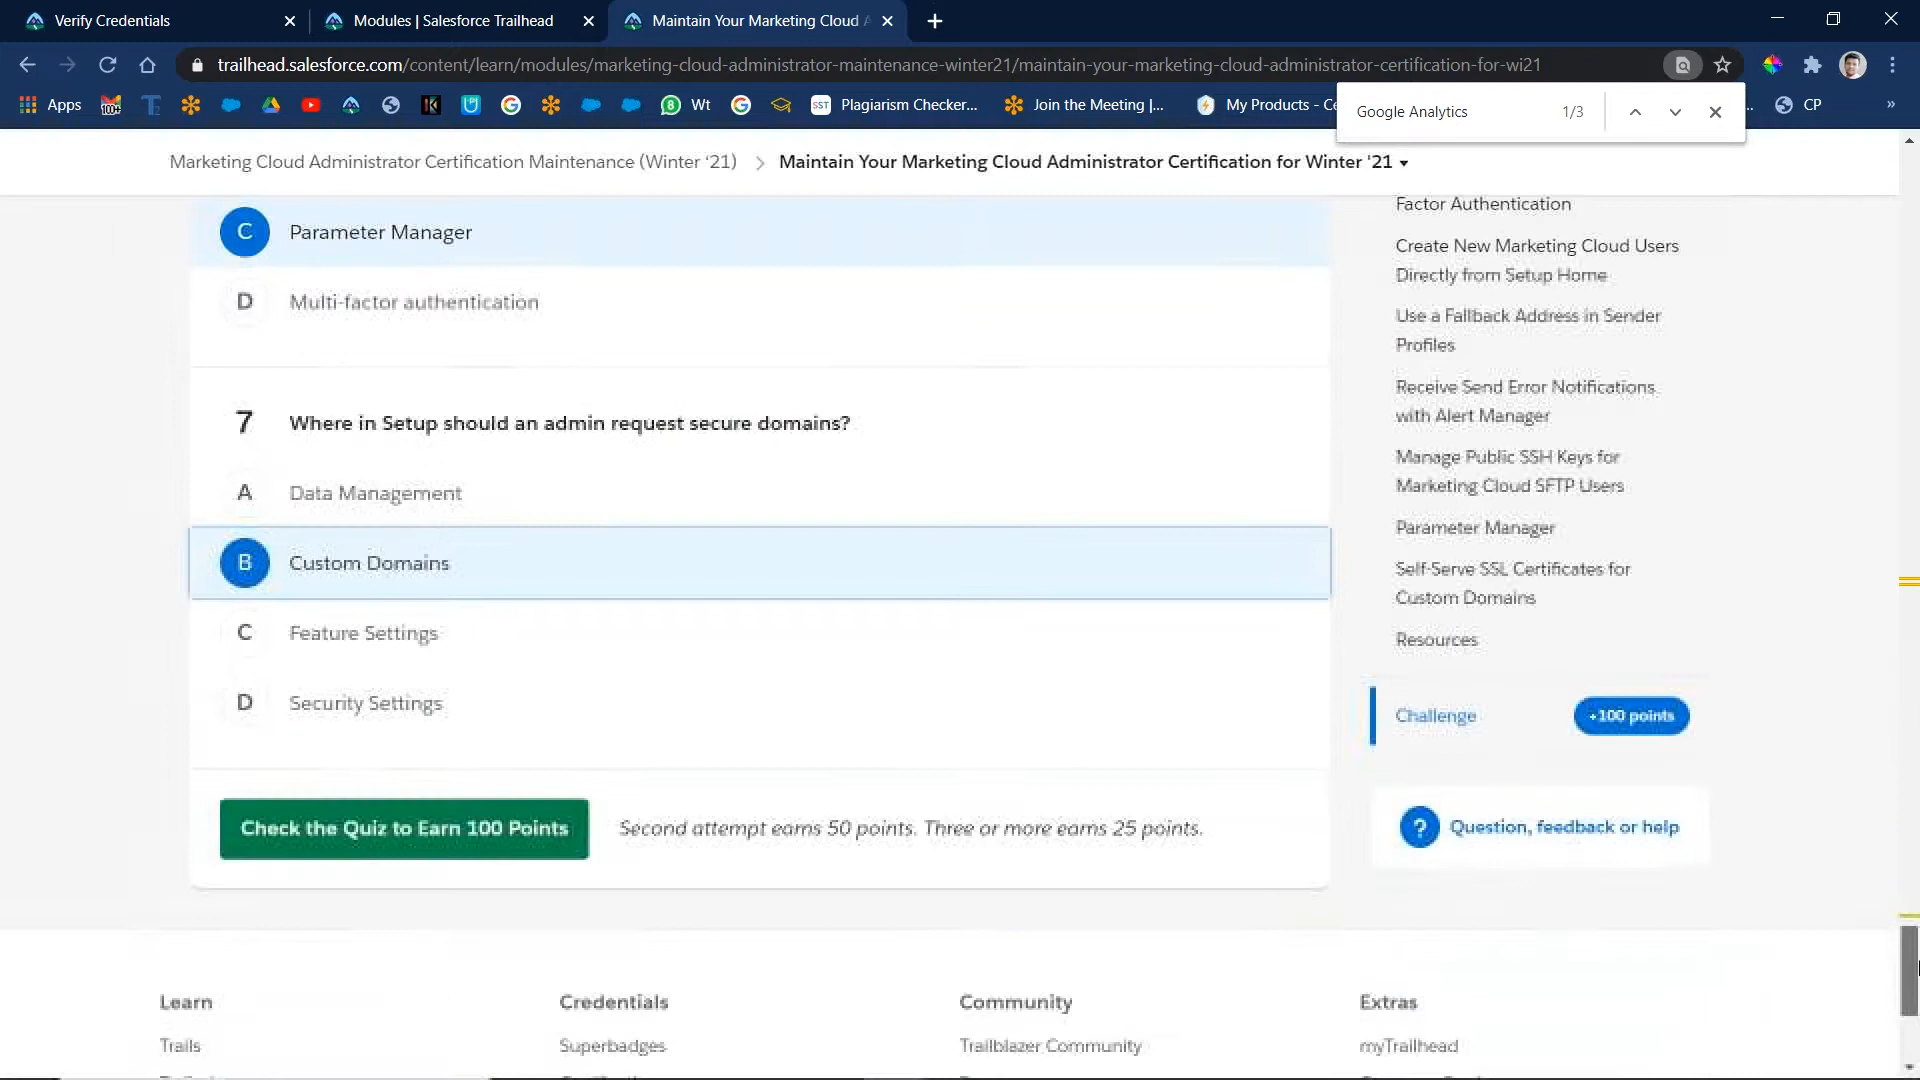 Verify Credentials
Modules | Salesforce Trailhead
Maintain Your Marketing Cloud A
trailhead.salesforce.com/content/learn/modules/marketing-cloud-administrator-maintenance-winter21/maintain-your-marketing-cloud-administrator-certification-for-wi21
Apps
100+
Wt
SST
Plagiarism Checker...
Join the Meeting |...
My Products - Ce
CP
»
Google Analytics 1/3
Marketing Cloud Administrator Certification Maintenance (Winter ‘21)
Maintain Your Marketing Cloud Administrator Certification for Winter '21
C Parameter Manager
D Multi-factor authentication
7 Where in Setup should an admin request secure domains?
A Data Management
B Custom Domains
C Feature Settings
D Security Settings
Check the Quiz to Earn 100 Points
Second attempt earns 50 points. Three or more earns 25 points.
Factor Authentication
Create New Marketing Cloud Users
Directly from Setup Home
Use a Fallback Address in Sender
Profiles
Receive Send Error Notifications
with Alert Manager
Manage Public SSH Keys for
Marketing Cloud SFTP Users
Parameter Manager
Self-Serve SSL Certificates for
Custom Domains
Resources
Challenge
+100 points
? Question, feedback or help
Learn
Credentials
Community
Extras
Trails
Superbadges
Trailblazer Community
myTrailhead